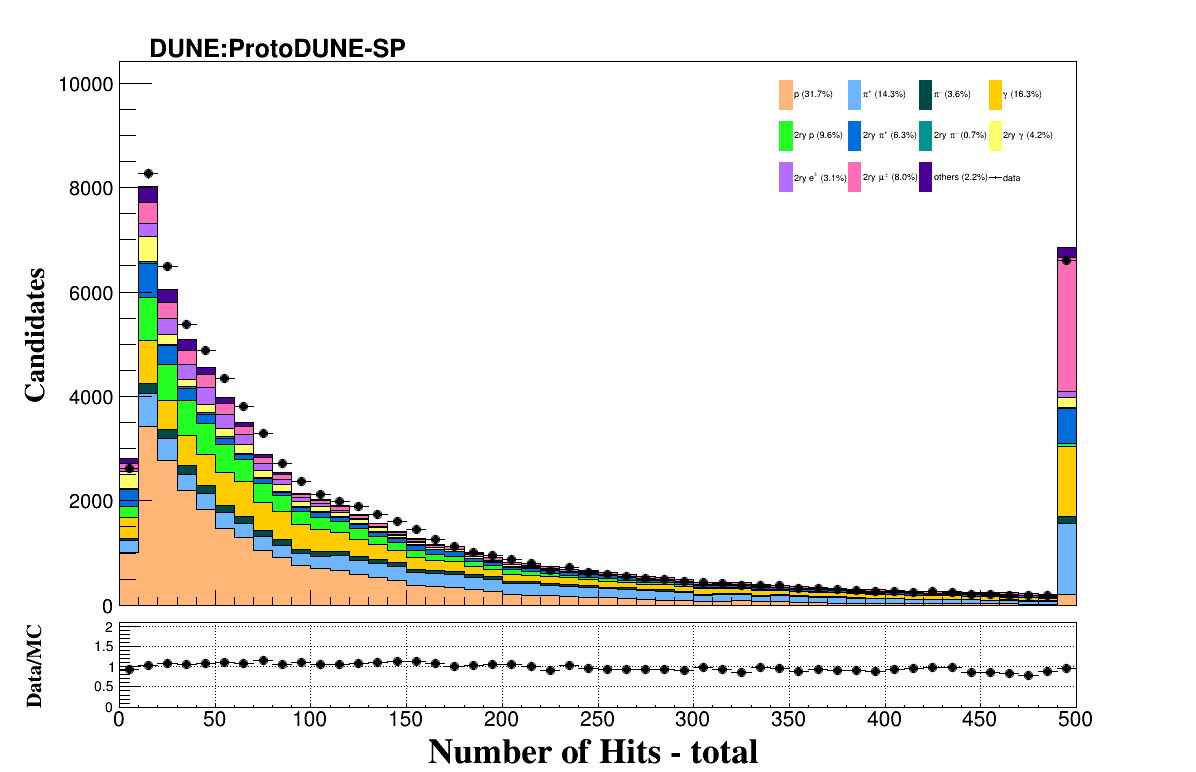 DUNE:ProtoDUNE-SP
10000
8000
6000
4000
2000
0
Candidates
p (31.7%) π⁺ (14.3%) π⁻ (3.6%) γ (16.3%)
2ry p (9.6%) 2ry π⁺ (6.3%) 2ry π⁻ (0.7%) 2ry γ (4.2%)
2ry e± (3.1%) 2ry μ± (8.0%) others (2.2%) data
2
1.5
1
0.5
0
Data/MC
0 50 100 150 200 250 300 350 400 450 500
Number of Hits - total